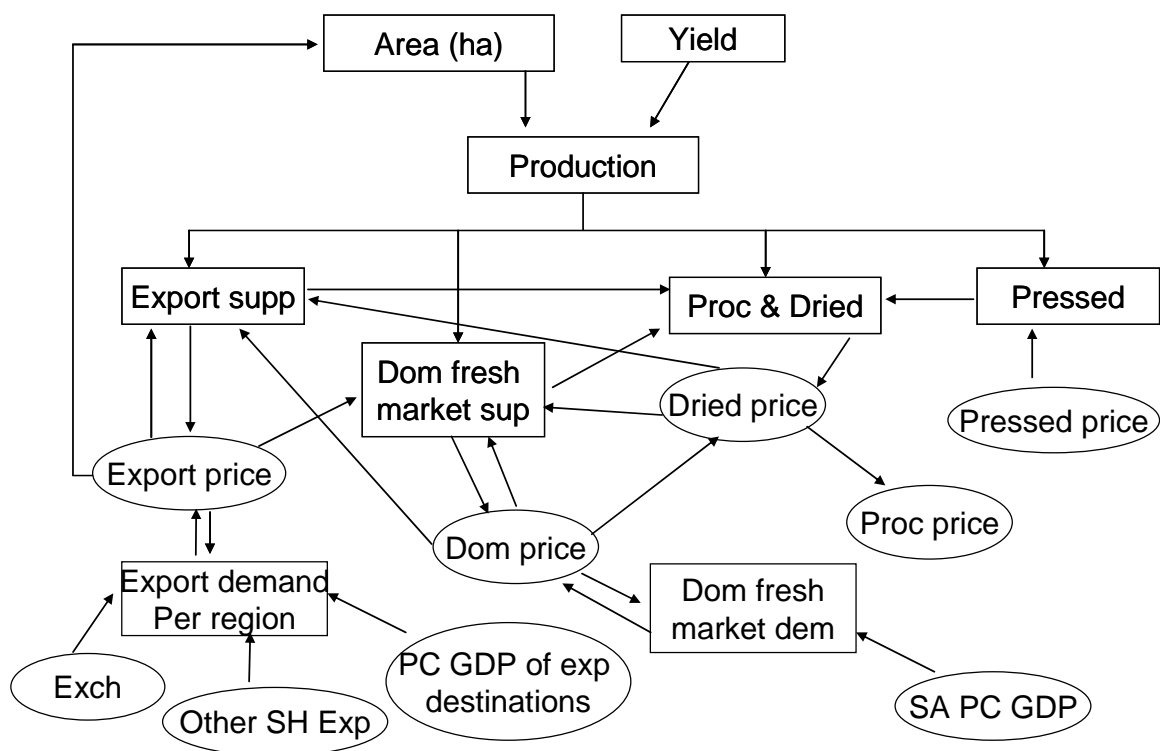 Area (ha)
Yield
Production
Export supp
Proc & Dried
Pressed
Dom fresh
market sup
Dried price
Pressed price
Export price
Proc price
Dom price
Export demand
Per region
Dom fresh
market dem
PC GDP of exp
destinations
Exch
Other SH Exp
SA PC GDP